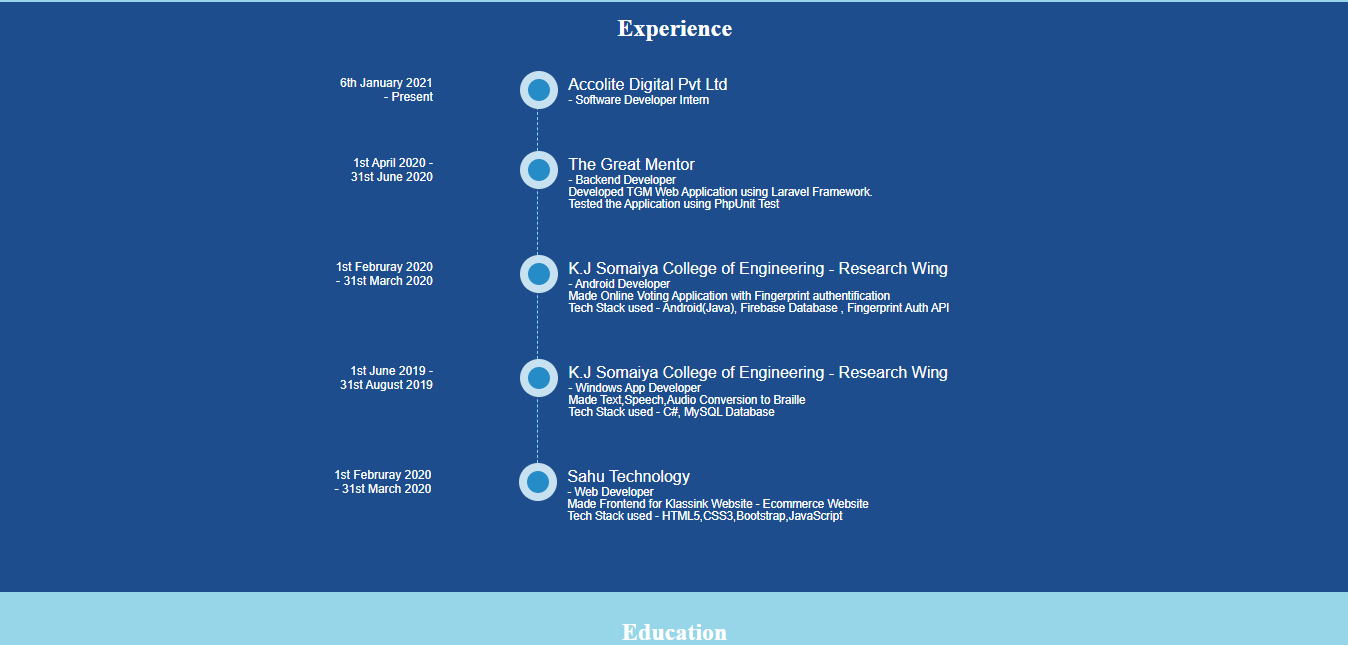 Experience
6th January 2021
- Present
Accolite Digital Pvt Ltd
- Software Developer Intern
1st April 2020 -
31st June 2020
The Great Mentor
- Backend Developer
Developed TGM Web Application using Laravel Framework.
Tested the Application using PhpUnit Test
1st Februray 2020
- 31st March 2020
K.J Somaiya College of Engineering - Research Wing
- Android Developer
Made Online Voting Application with Fingerprint authentification
Tech Stack used - Android(Java), Firebase Database , Fingerprint Auth API
1st June 2019 -
31st August 2019
K.J Somaiya College of Engineering - Research Wing
- Windows App Developer
Made Text,Speech,Audio Conversion to Braille
Tech Stack used - C#, MySQL Database
1st Februray 2020
- 31st March 2020
Sahu Technology
- Web Developer
Made Frontend for Klassink Website - Ecommerce Website
Tech Stack used - HTML5,CSS3,Bootstrap,JavaScript
Education